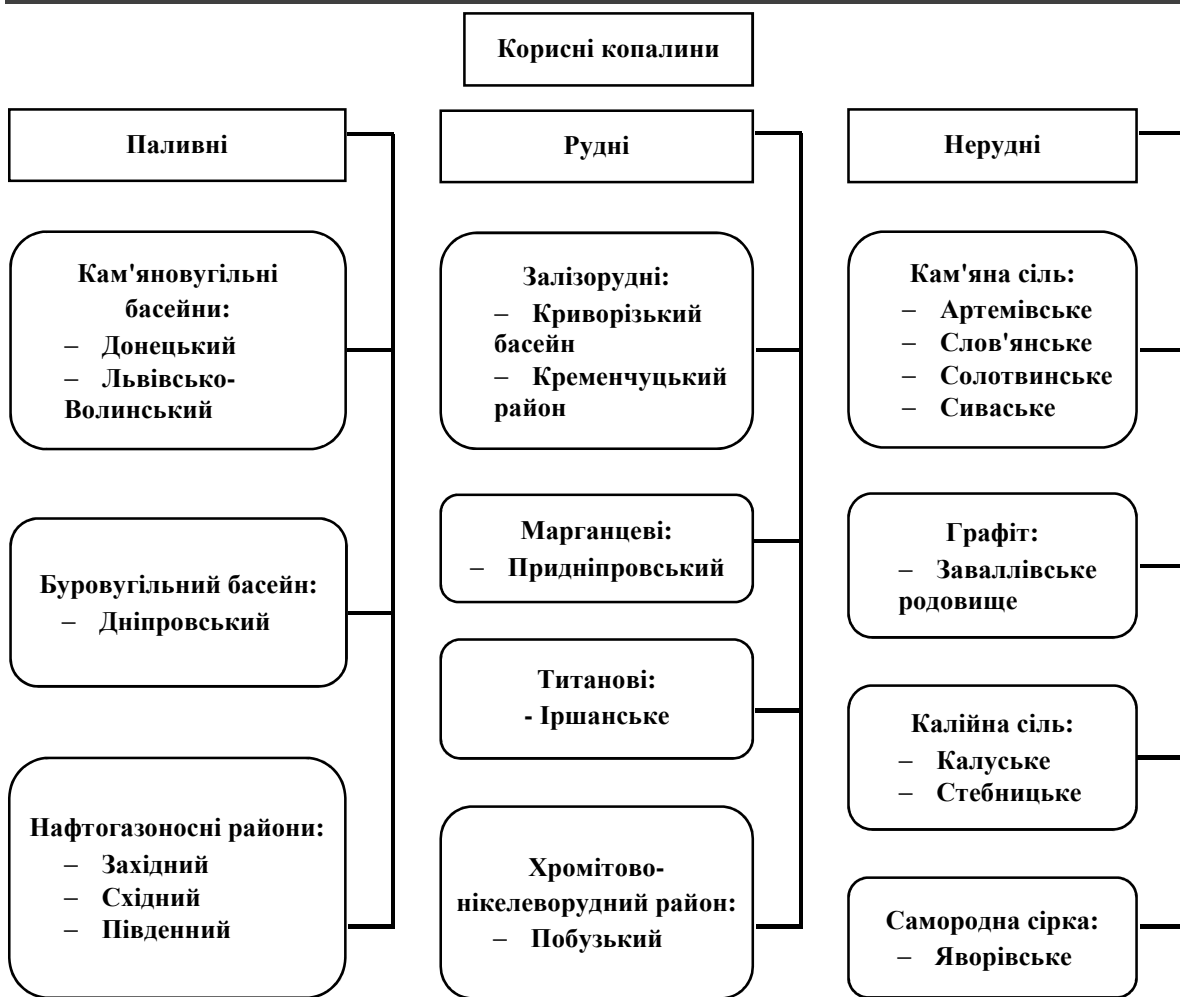 Корисні копалини
Паливні
Кам'яновугільні
басейни:
– Донецький
– Львівсько-
Волинський
Буровугільний басейн:
– Дніпровський
Нафтогазоносні райони:
– Західний
– Східний
– Південний
Рудні
Залізорудні:
– Криворізький
басейн
– Кременчуцький
район
Марганцеві:
– Придніпровський
Титанові:
- Іршанське
Хромітово-
нікелеворудний район:
– Побузький
Нерудні
Кам'яна сіль:
– Артемівське
– Слов'янське
– Солотвинське
– Сиваське
Графіт:
– Заваллівське
родовище
Калійна сіль:
– Калуське
– Стебницьке
Самородна сірка:
– Яворівське